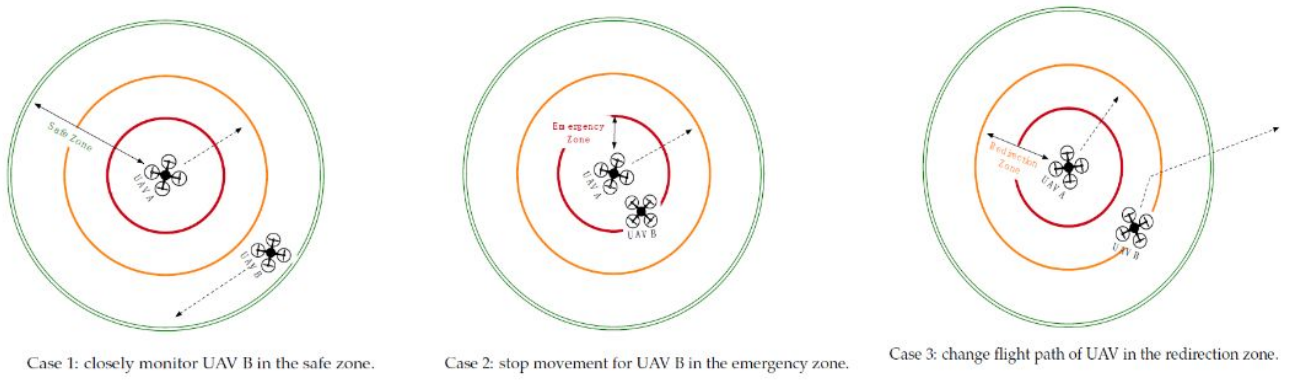 Safe Zone
UAV A
UAV B
Case 1: closely monitor UAV B in the safe zone.
Emergency
Zone
UAV A
UAV B
Case 2: stop movement for UAV B in the emergency zone.
Redirection
Zone
UAV A
UAV B
Case 3: change flight path of UAV in the redirection zone.